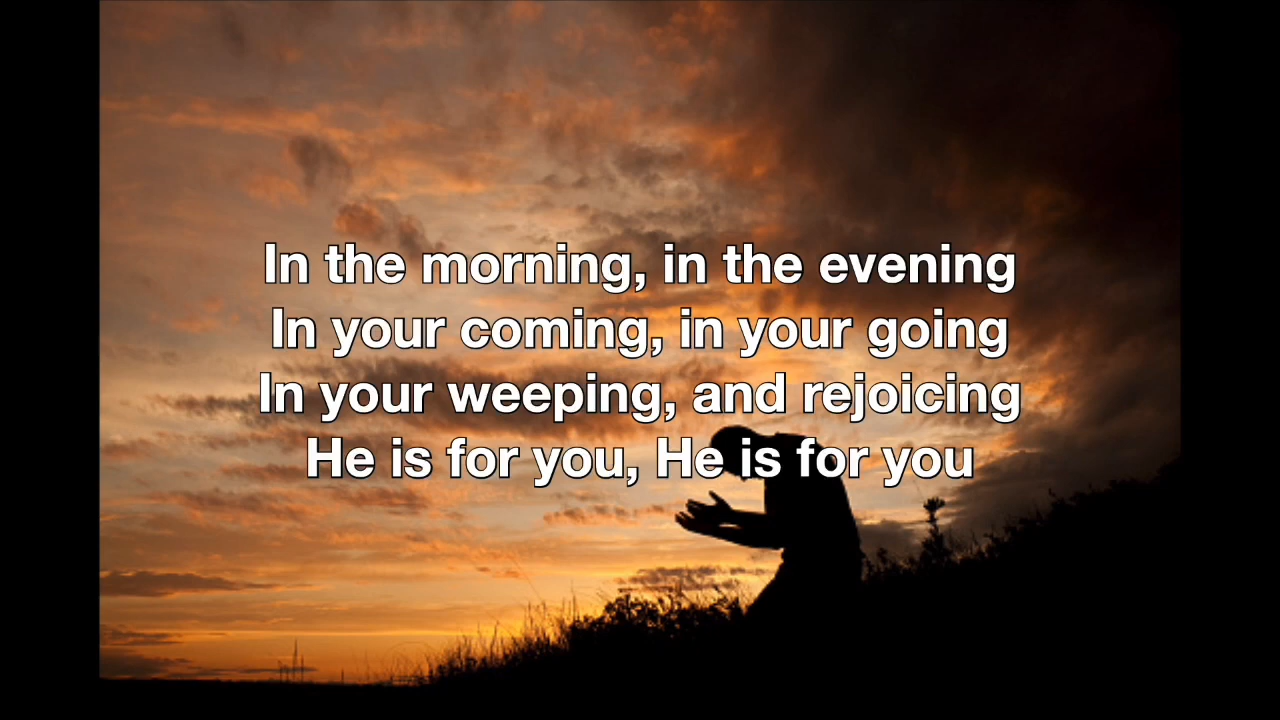 In the morning, in the evening
In your coming, in your going
In your weeping, and rejoicing
He is for you, He is for you